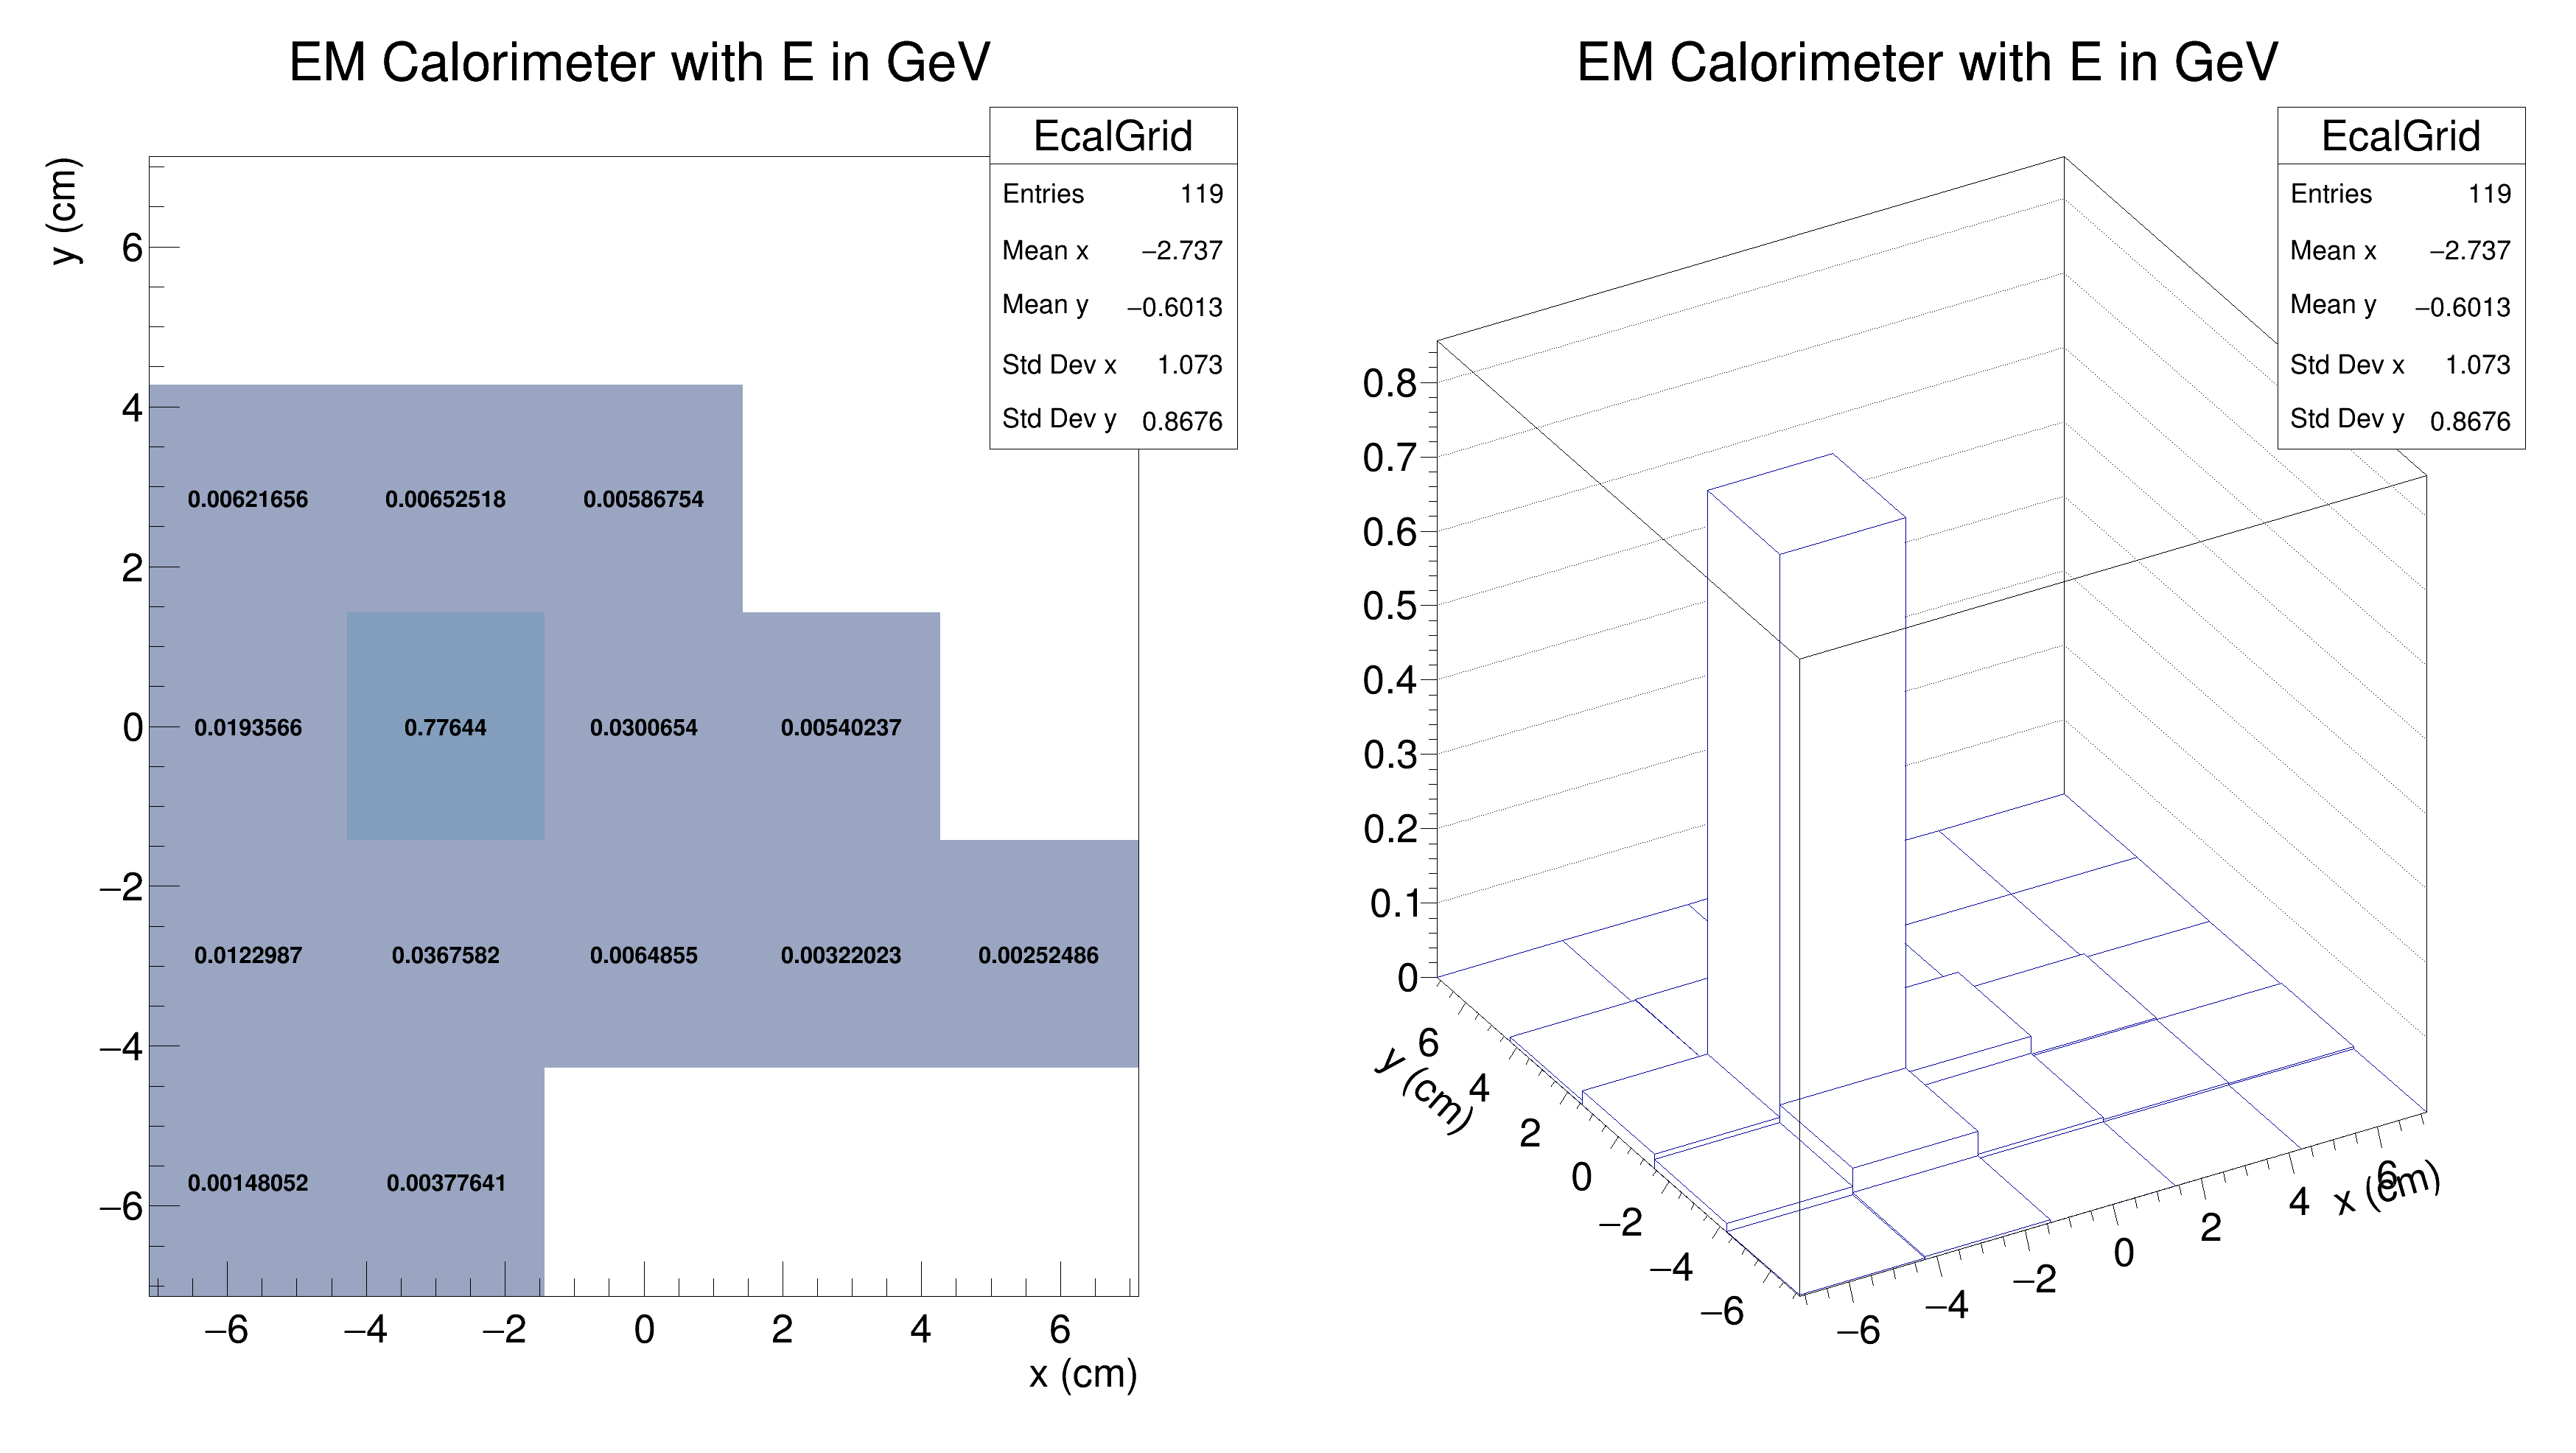 EM Calorimeter with E in GeV
EcalGrid
Entries 119
Mean x −2.737
Mean y −0.6013
Std Dev x 1.073
Std Dev y 0.8676
y (cm)
6
4
2
0
−2
−4
−6
0.00621656 0.00652518 0.00586754
0.0193566 0.77644 0.0300654 0.00540237
0.0122987 0.0367582 0.0064855 0.00322023 0.00252486
0.00148052 0.00377641
−6 −4 −2 0 2 4 6
x (cm)
EM Calorimeter with E in GeV
EcalGrid
Entries 119
Mean x −2.737
Mean y −0.6013
Std Dev x 1.073
Std Dev y 0.8676
0.8
0.7
0.6
0.5
0.4
0.3
0.2
0.1
0
y (cm)
6
4
2
0
−2
−4
−6
−6 −4 −2 0 2 4 6
x (cm)